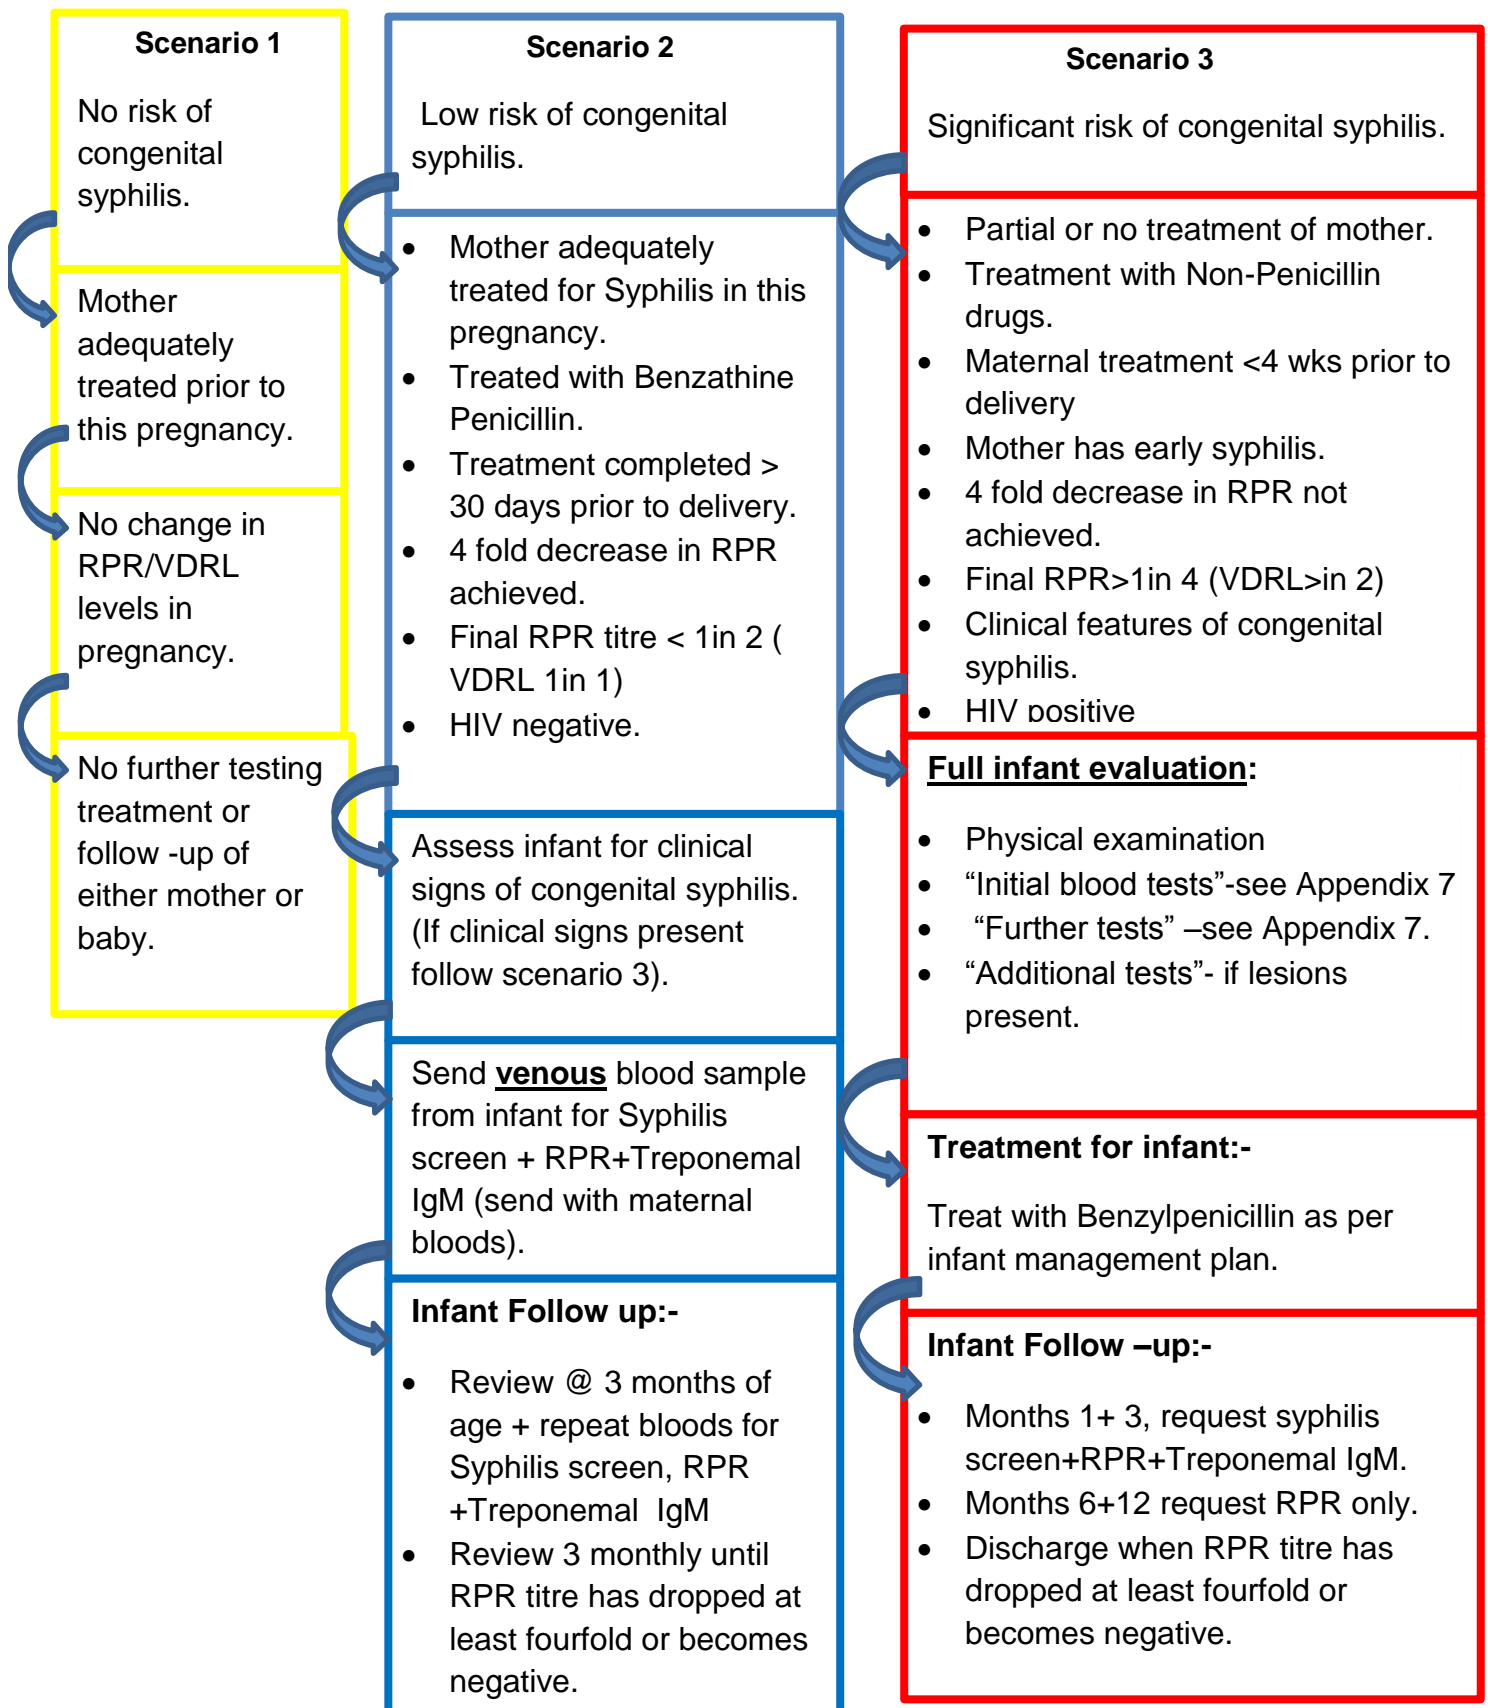 Scenario 1
No risk of
congenital
syphilis.
Mother
adequately
treated prior to
this pregnancy.
No change in
RPR/VDRL
levels in
pregnancy.
No further testing
treatment or
follow -up of
either mother or
baby.
Scenario 2
Low risk of congenital
syphilis.
• Mother adequately
treated for Syphilis in this
pregnancy.
• Treated with Benzathine
Penicillin.
• Treatment completed >
30 days prior to delivery.
• 4 fold decrease in RPR
achieved.
• Final RPR titre < 1in 2 (
VDRL 1in 1)
• HIV negative.
Assess infant for clinical
signs of congenital syphilis.
(If clinical signs present
follow scenario 3).
Send venous blood sample
from infant for Syphilis
screen + RPR+Treponemal
IgM (send with maternal
bloods).
Infant Follow up:-
• Review @ 3 months of
age + repeat bloods for
Syphilis screen, RPR
+Treponemal IgM
• Review 3 monthly until
RPR titre has dropped at
least fourfold or becomes
negative.
Scenario 3
Significant risk of congenital syphilis.
• Partial or no treatment of mother.
• Treatment with Non-Penicillin
drugs.
• Maternal treatment <4 wks prior to
delivery
• Mother has early syphilis.
• 4 fold decrease in RPR not
achieved.
• Final RPR>1in 4 (VDRL>in 2)
• Clinical features of congenital
syphilis.
• HIV positive
Full infant evaluation:
• Physical examination
• “Initial blood tests”-see Appendix 7
• “Further tests” –see Appendix 7.
• “Additional tests”- if lesions
present.
Treatment for infant:-
Treat with Benzylpenicillin as per
infant management plan.
Infant Follow –up:-
• Months 1+ 3, request syphilis
screen+RPR+Treponemal IgM.
• Months 6+12 request RPR only.
• Discharge when RPR titre has
dropped at least fourfold or
becomes negative.